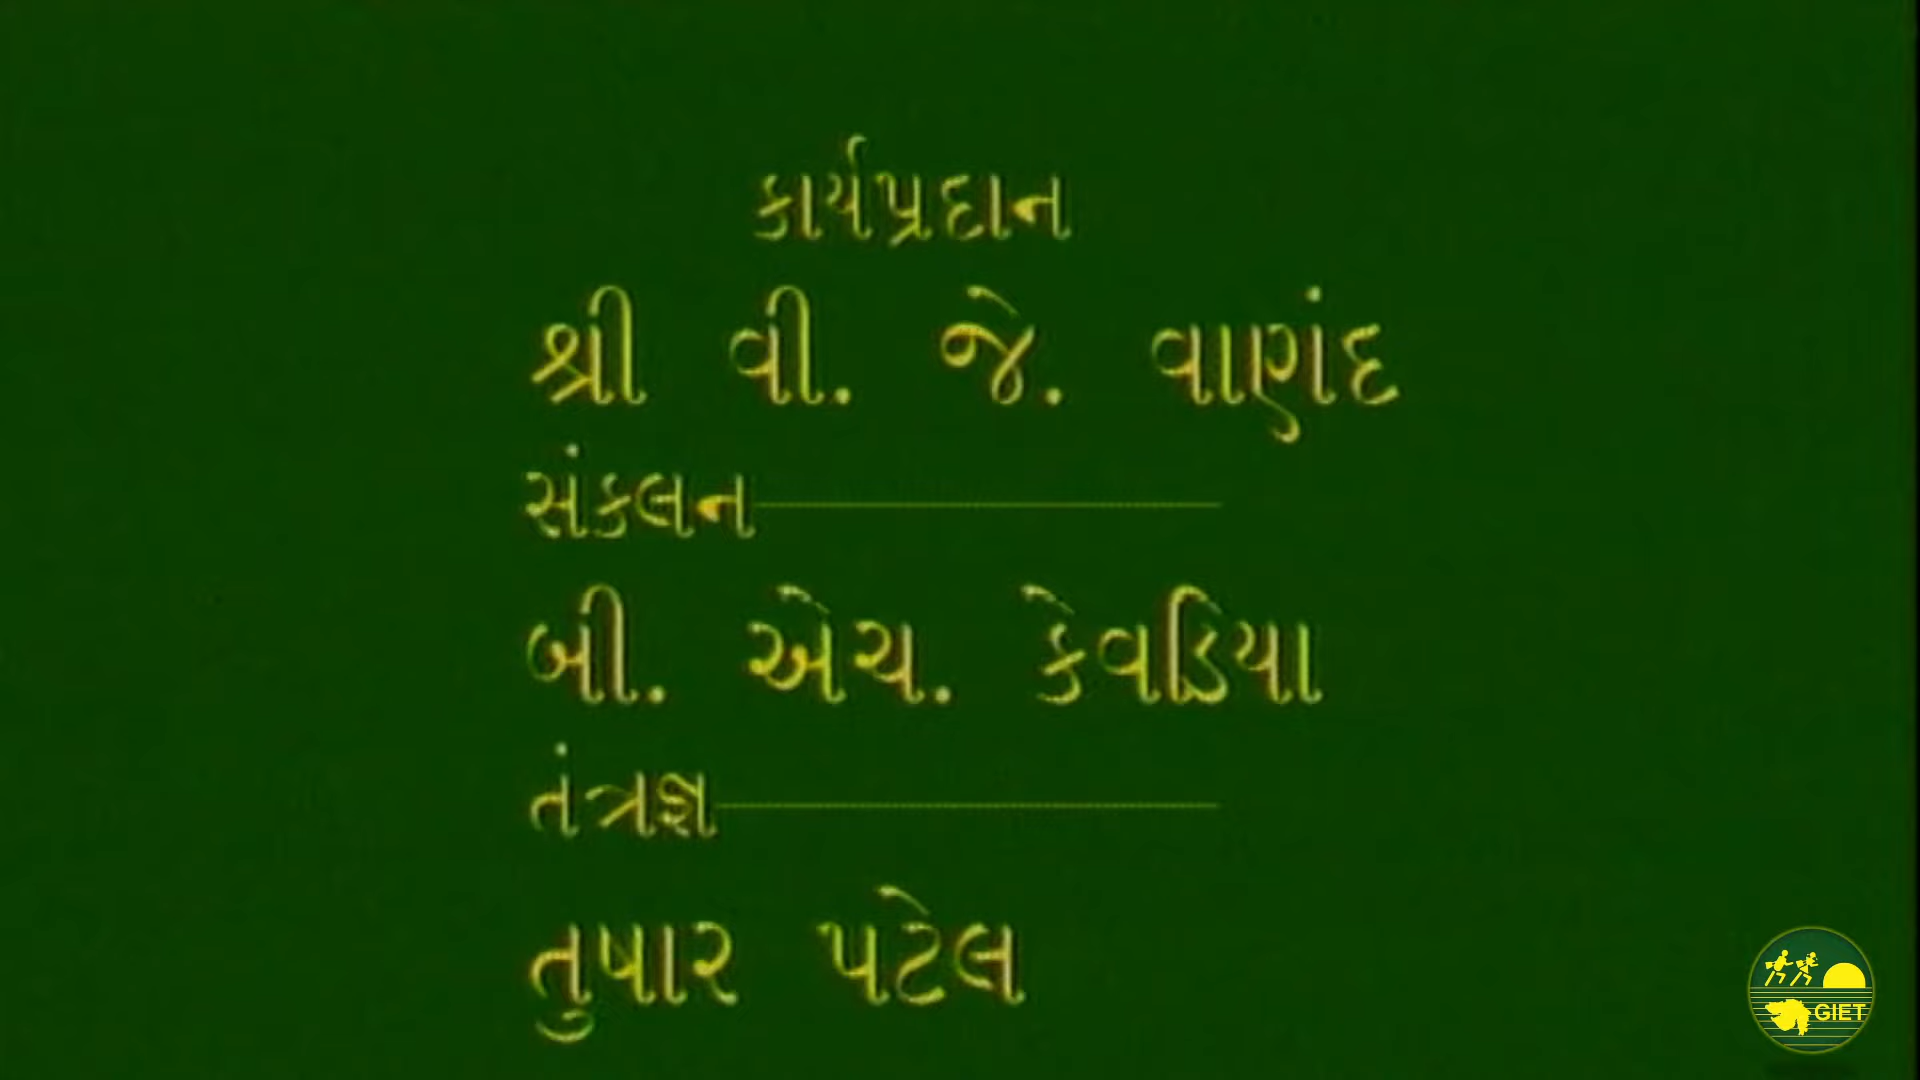 કાર્યપ્રદાન
શ્રી વી. જે. વાણંદ
સંકલન
બી. એચ. કેવડિયા
તંત્રજ્ઞ
તુષાર પટેલ
GIET